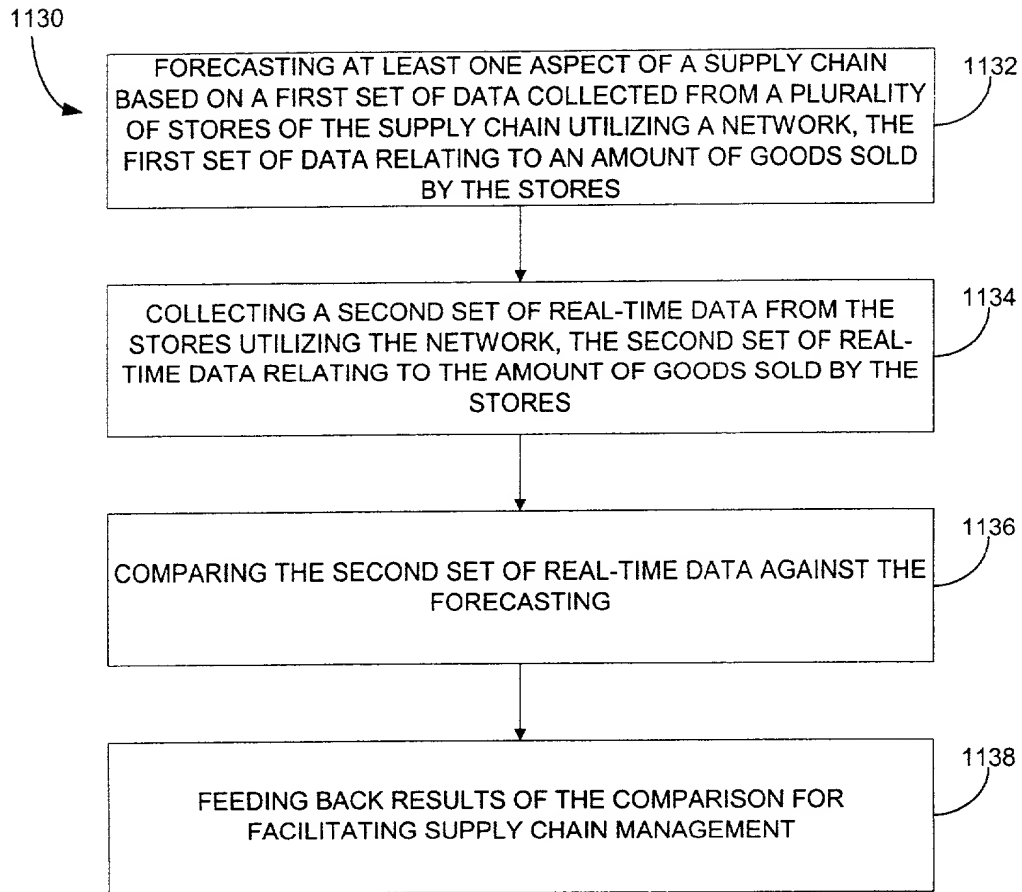 1130
FORECASTING AT LEAST ONE ASPECT OF A SUPPLY CHAIN
BASED ON A FIRST SET OF DATA COLLECTED FROM A PLURALITY
OF STORES OF THE SUPPLY CHAIN UTILIZING A NETWORK, THE
FIRST SET OF DATA RELATING TO AN AMOUNT OF GOODS SOLD
BY THE STORES
1132
COLLECTING A SECOND SET OF REAL-TIME DATA FROM THE
STORES UTILIZING THE NETWORK, THE SECOND SET OF REAL-
TIME DATA RELATING TO THE AMOUNT OF GOODS SOLD BY THE
STORES
1134
COMPARING THE SECOND SET OF REAL-TIME DATA AGAINST THE
FORECASTING
1136
FEEDING BACK RESULTS OF THE COMPARISON FOR
FACILITATING SUPPLY CHAIN MANAGEMENT
1138